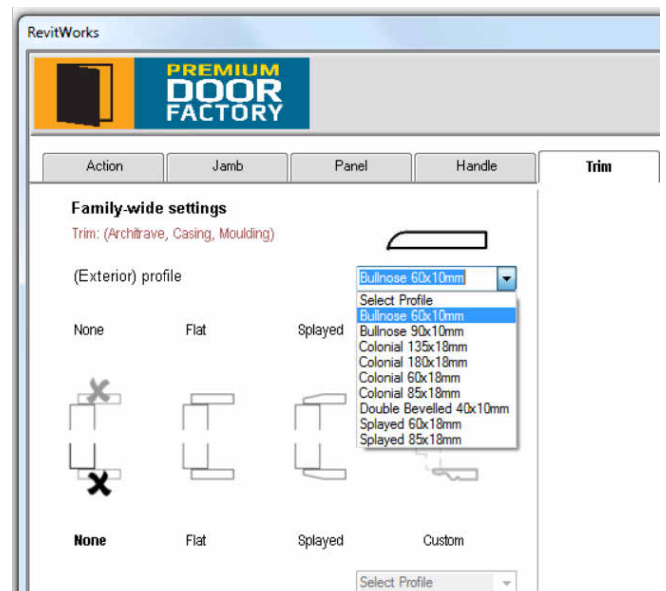 RevitWorks
PREMIUM
DOOR
FACTORY
Action Jamb Panel Handle Trim
Family-wide settings
Trim: (Architrave, Casing, Moulding)
(Exterior) profile
Bullnose 60x10mm
Select Profile
Bullnose 60x10mm
Bullnose 90x10mm
Colonial 135x18mm
Colonial 180x18mm
Colonial 60x18mm
Colonial 85x18mm
Double Bevelled 40x10mm
Splayed 60x18mm
Splayed 85x18mm
None Flat Splayed
None Flat Splayed Custom
Select Profile